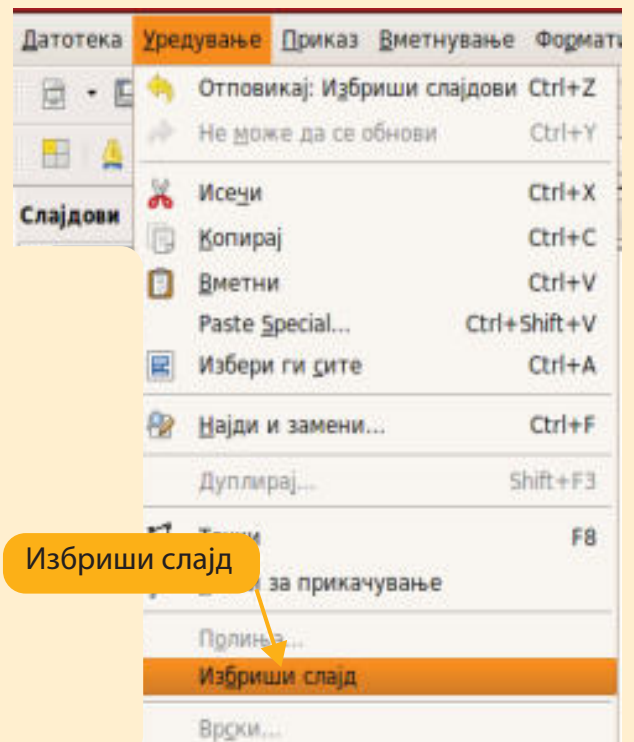 Датотека Уредување Приказ Вметнување Формати
Отповикај: Избриши слајдови Ctrl+Z
Не може да се обнови Ctrl+Y
Слајдови
Исечи Ctrl+X
Копирај Ctrl+C
Вметни Ctrl+V
Paste Special... Ctrl+Shift+V
Избери ги сите Ctrl+A
Најди и замени... Ctrl+F
Дуплирај... Shift+F3
F8
Избриши слајд
за прикачување
Полиња...
Избриши слајд
Врски...